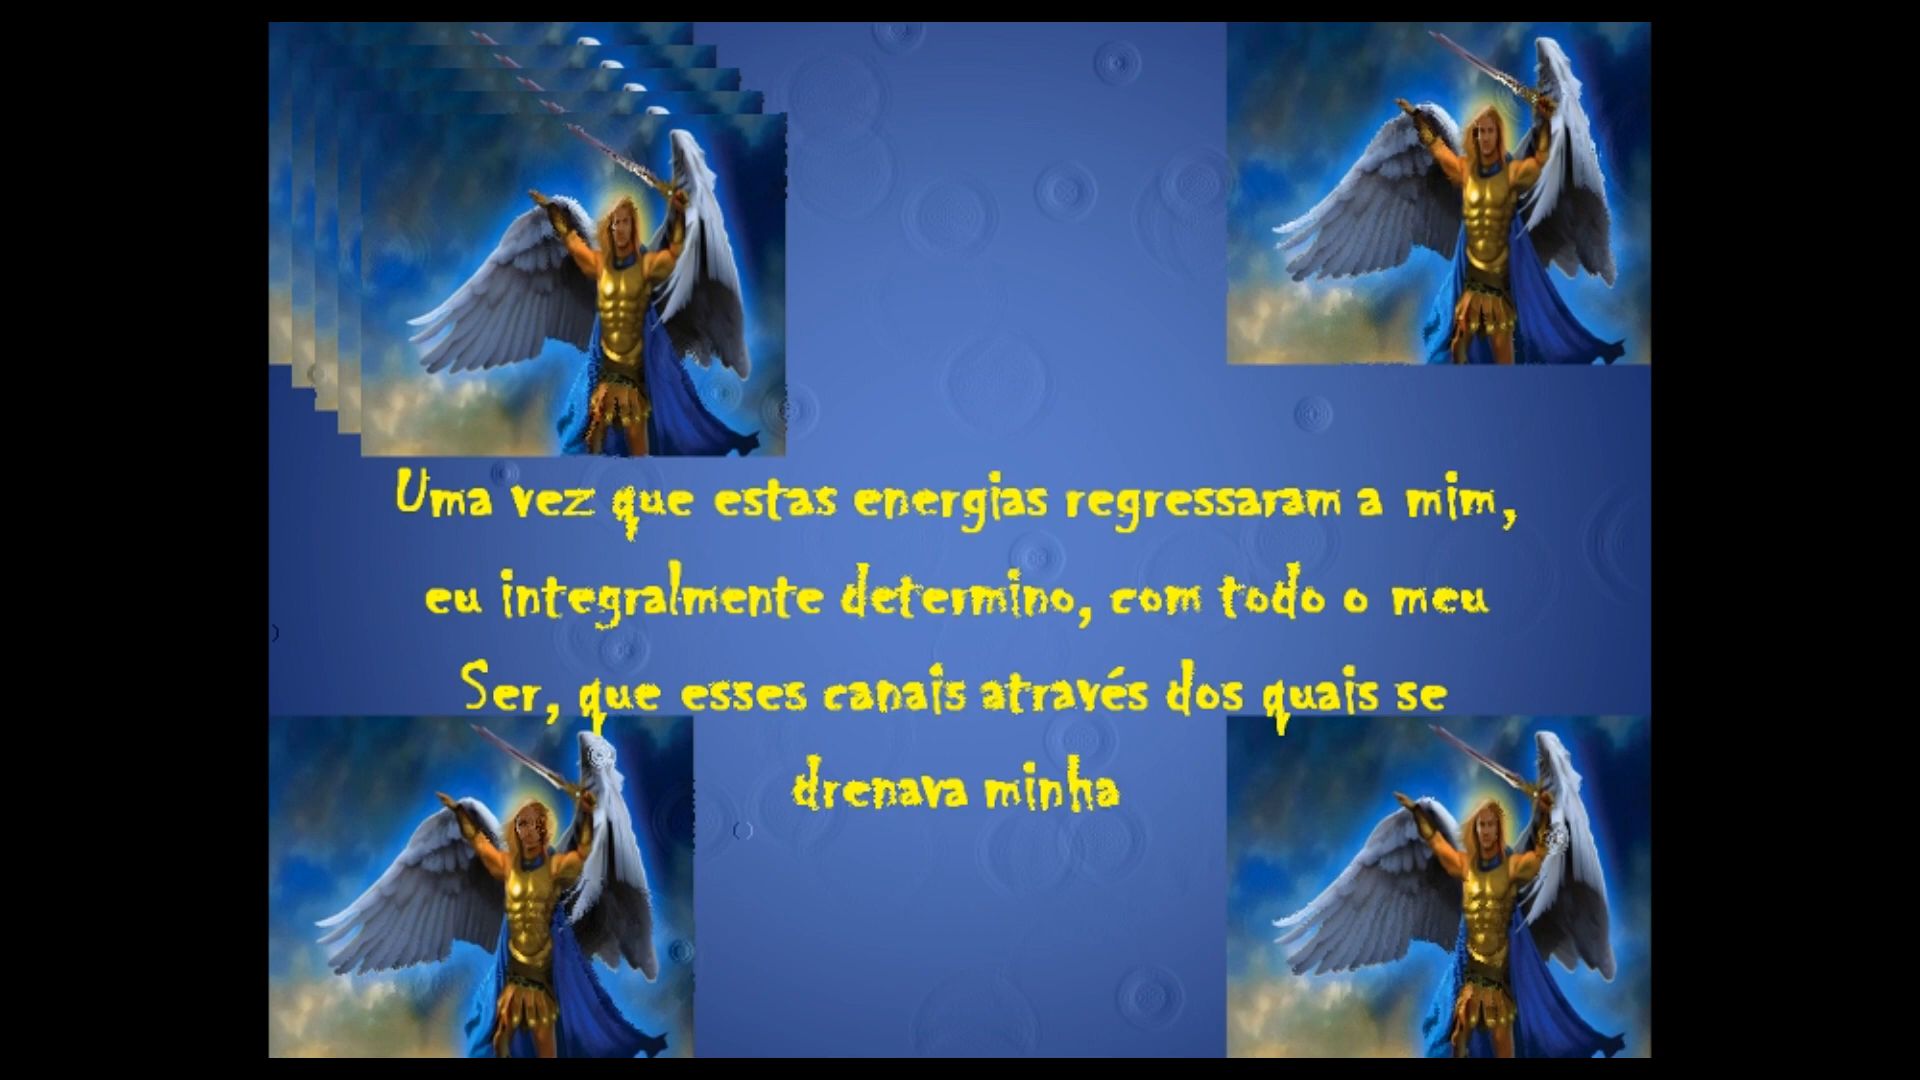 Uma vez que estas energias regressaram a mim,
eu integralmente determino, com todo o meu
Ser, que esses canais através dos quais se
drenava minha